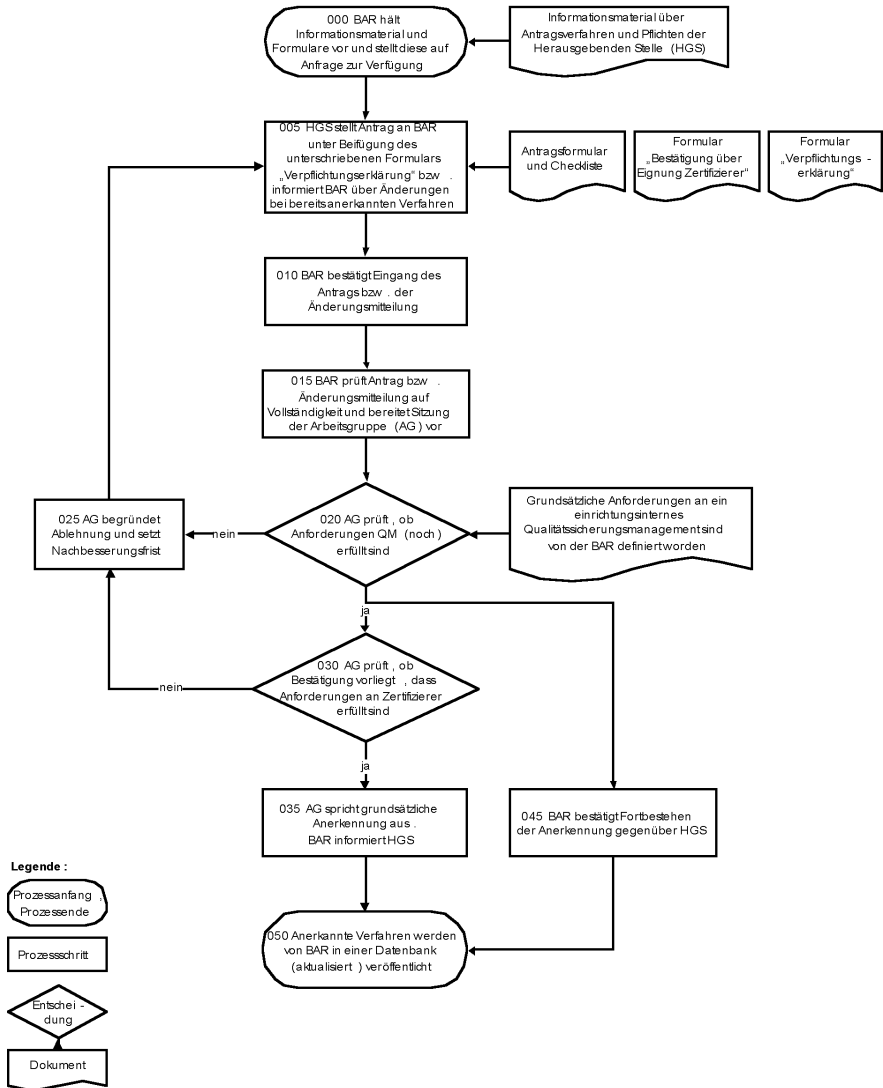 000 BAR hält
Informationsmaterial und
Formulare vor und stellt diese auf
Anfrage zur Verfügung
Informationsmaterial über
Antragsverfahren und Pflichten der
Herausgebenden Stelle (HGS)
005 HGS stellt Antrag an BAR
unter Beifügung des
unterschriebenen Formulars
„Verpflichtungserklärung“ bzw .
informiert BAR über Änderungen
bei bereits anerkannten Verfahren
Antragsformular
und Checkliste
Formular
„Bestätigung über
Eignung Zertifizierer“
Formular
„Verpflichtungs -
erklärung“
010 BAR bestätigt Eingang des
Antrags bzw . der
Änderungsmitteilung
015 BAR prüft Antrag bzw .
Änderungsmitteilung auf
Vollständigkeit und bereitet Sitzung
der Arbeitsgruppe (AG ) vor
025 AG begründet
Ablehnung und setzt
Nachbesserungsfrist
nein
020 AG prüft , ob
Anforderungen QM (noch )
erfüllt sind
Grundsätzliche Anforderungen an ein
einrichtungsinternes
Qualitätssicherungsmanagement sind
von der BAR definiert worden
ja
030 AG prüft , ob
Bestätigung vorliegt , dass
Anforderungen an Zertifizierer
erfüllt sind
nein
ja
035 AG spricht grundsätzliche
Anerkennung aus .
BAR informiert HGS
045 BAR bestätigt Fortbestehen
der Anerkennung gegenüber HGS
050 Anerkannte Verfahren werden
von BAR in einer Datenbank
(aktualisiert ) veröffentlicht
Legende :
Prozessanfang ,
Prozessende
Prozessschritt
Entschei -
dung
Dokument